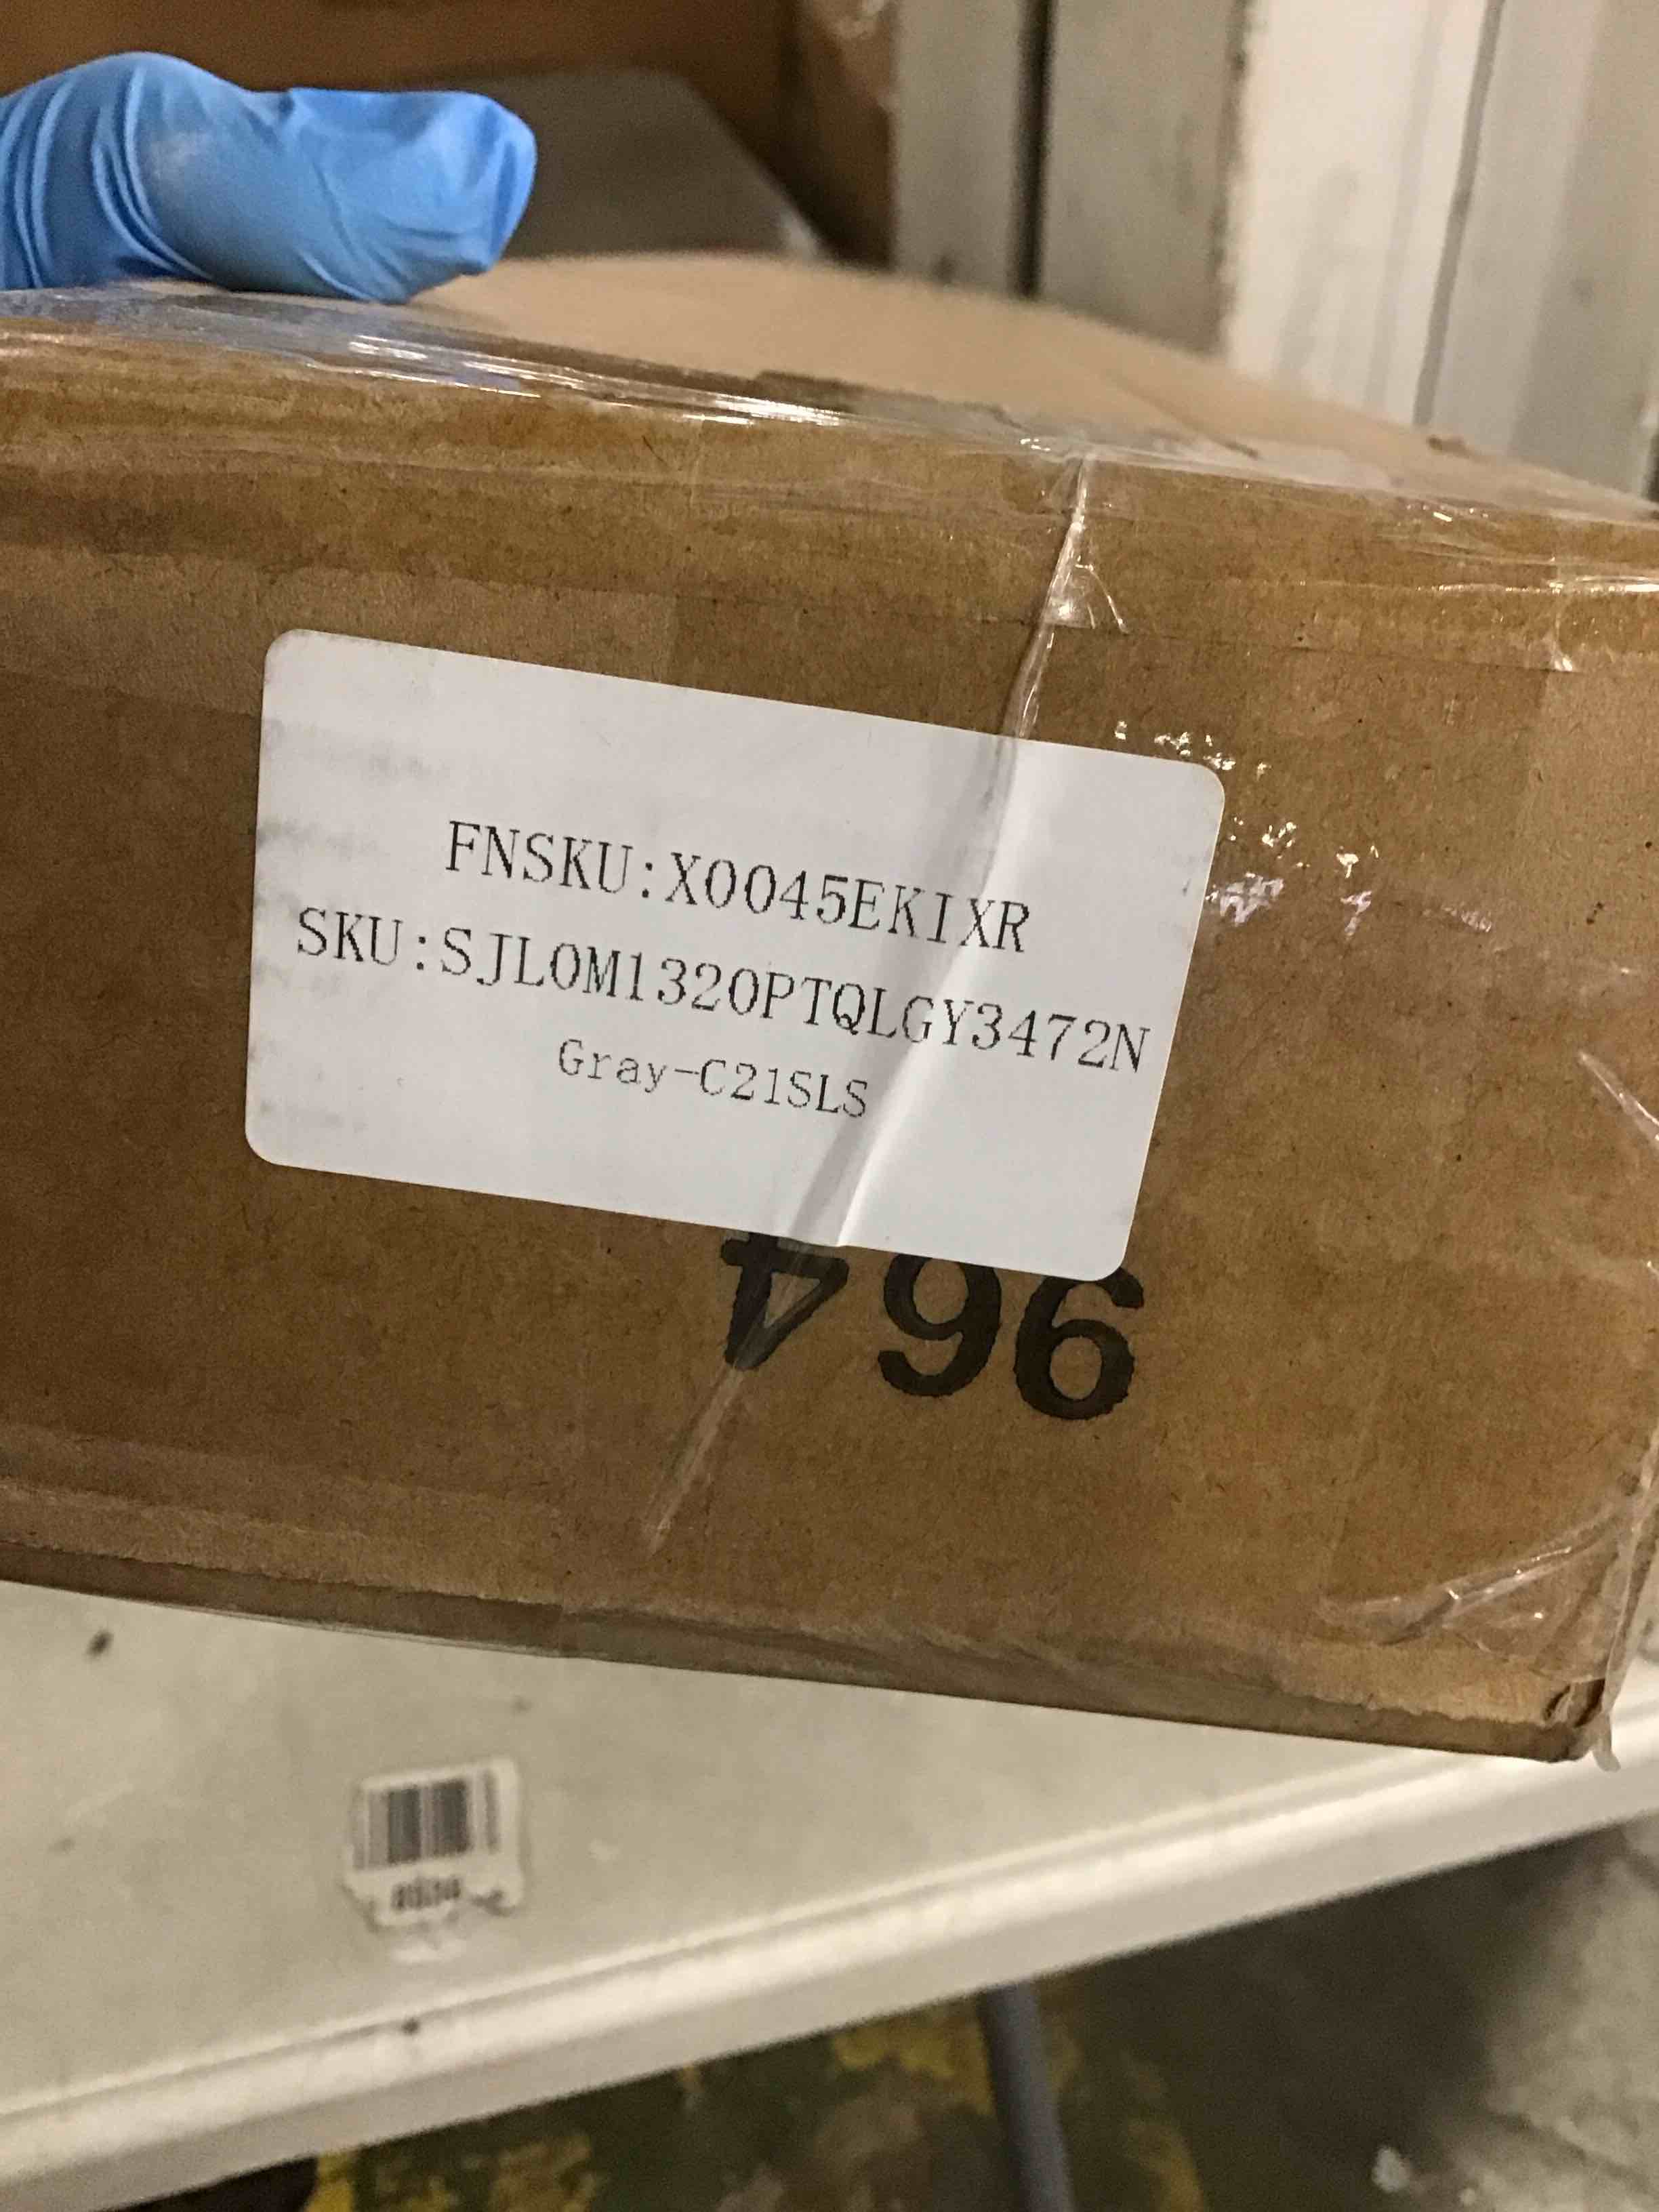 FNSKU:X0045EKIXR
SKU:SJLOM1320PTQLGY3472N
Gray-C21SLS
964